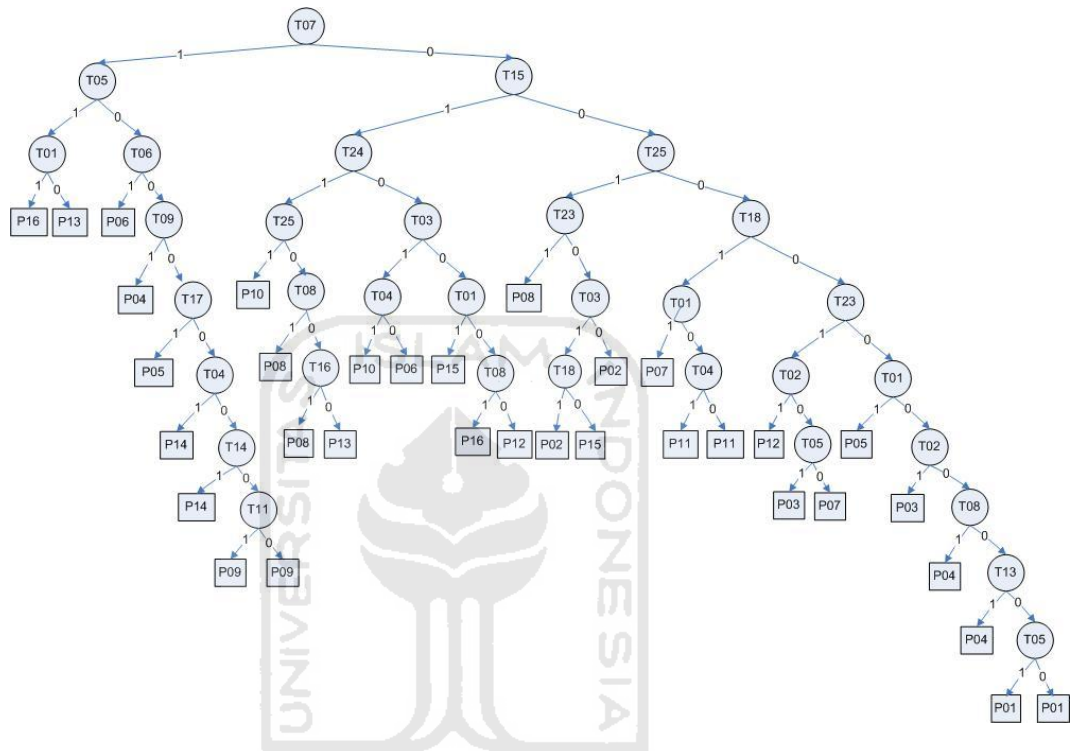 T07
1
0
T05
T15
1
0
1
0
T01
T06
T24
T25
1
0
1
0
1
0
1
0
P16
P13
P06
T09
T25
T03
T23
T18
1
0
1
0
1
0
1
0
1
0
P04
T17
P10
T08
T04
T01
P08
T03
T01
T23
1
0
1
0
1
0
1
0
1
0
1
0
1
0
P05
T04
P08
T16
P10
P06
P15
T08
T18
P02
P07
T04
T02
T01
1
0
1
0
1
0
1
0
1
0
1
0
1
0
P14
T14
P08
P13
P16
P12
P02
P15
P11
P11
P12
T05
P05
T02
1
0
1
0
1
0
P14
T11
P03
P07
P03
T08
1
0
1
0
P09
P09
P04
T13
1
0
P04
T05
1
0
P01
P01
UNIVERSITAS
ISLAM
INDONESIA